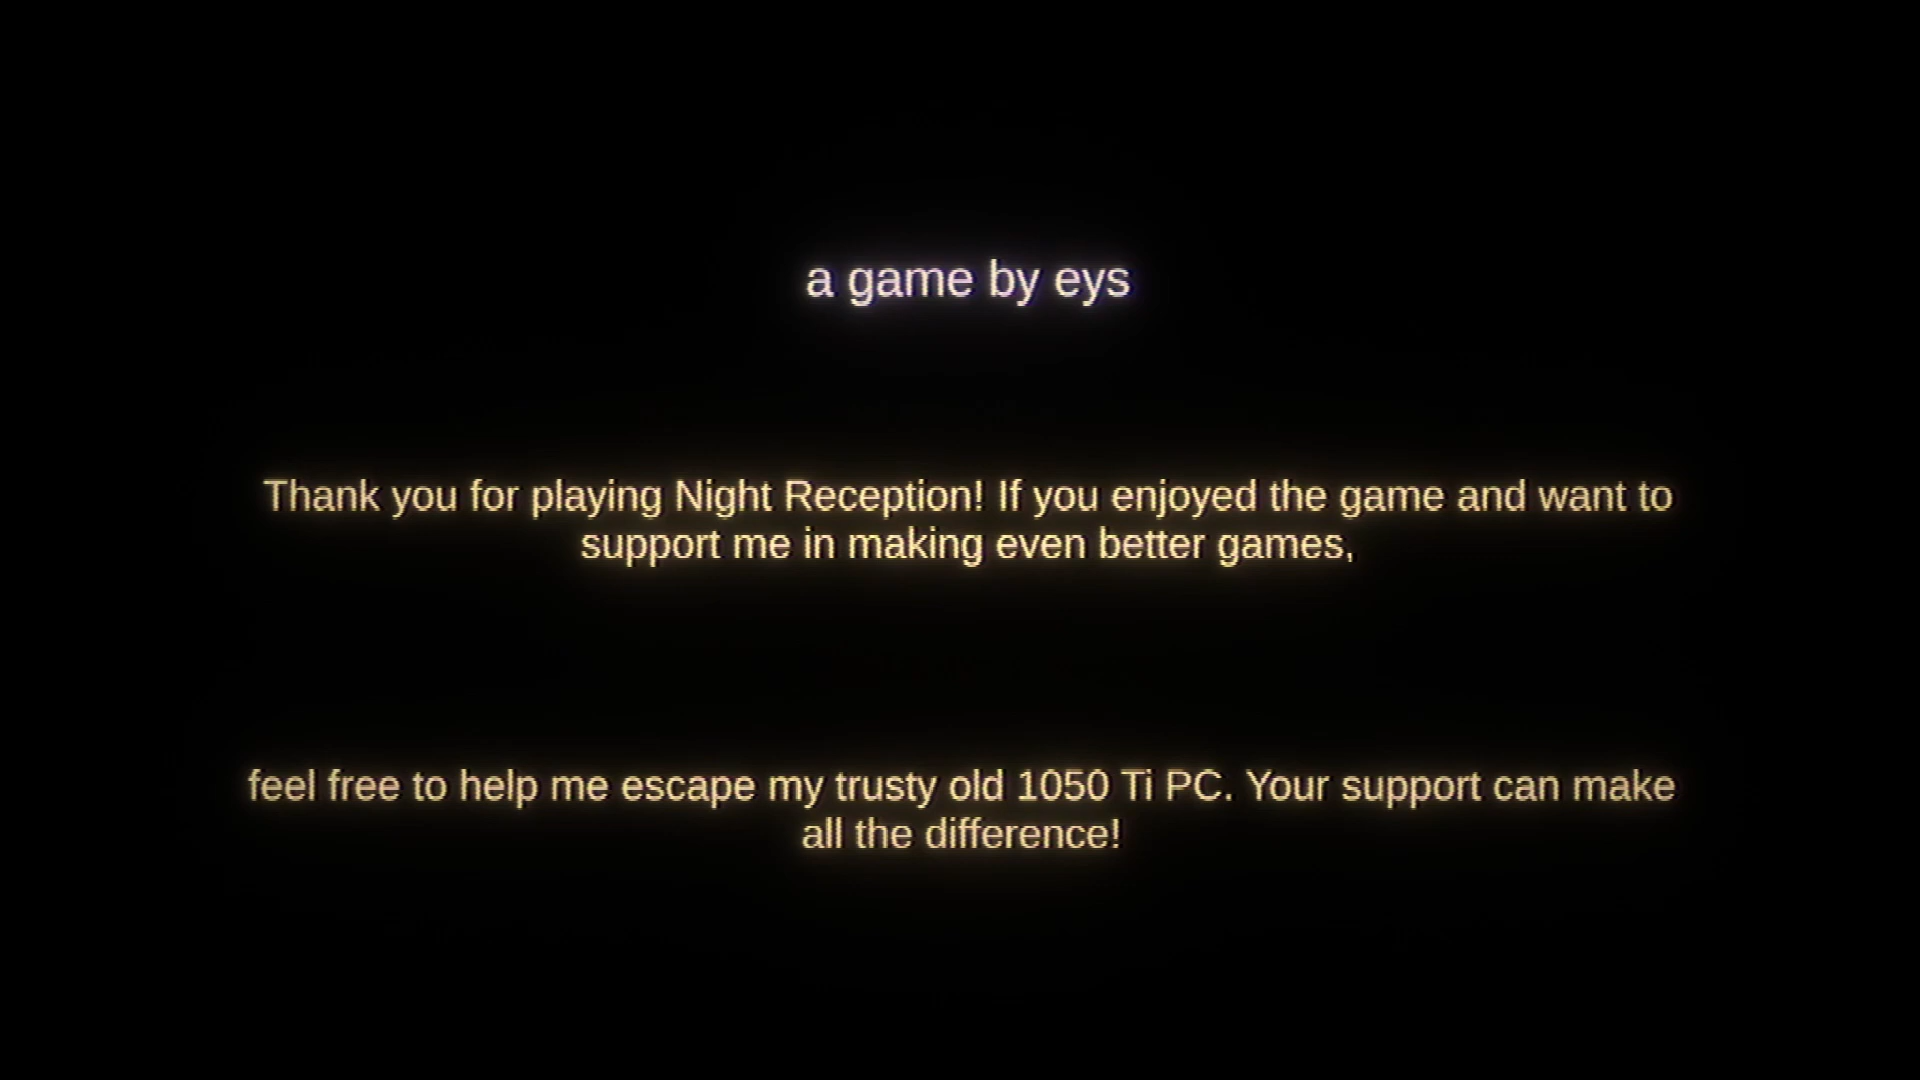 a game by eys
Thank you for playing Night Reception! If you enjoyed the game and want to
support me in making even better games,
feel free to help me escape my trusty old 1050 Ti PC. Your support can make
all the difference!